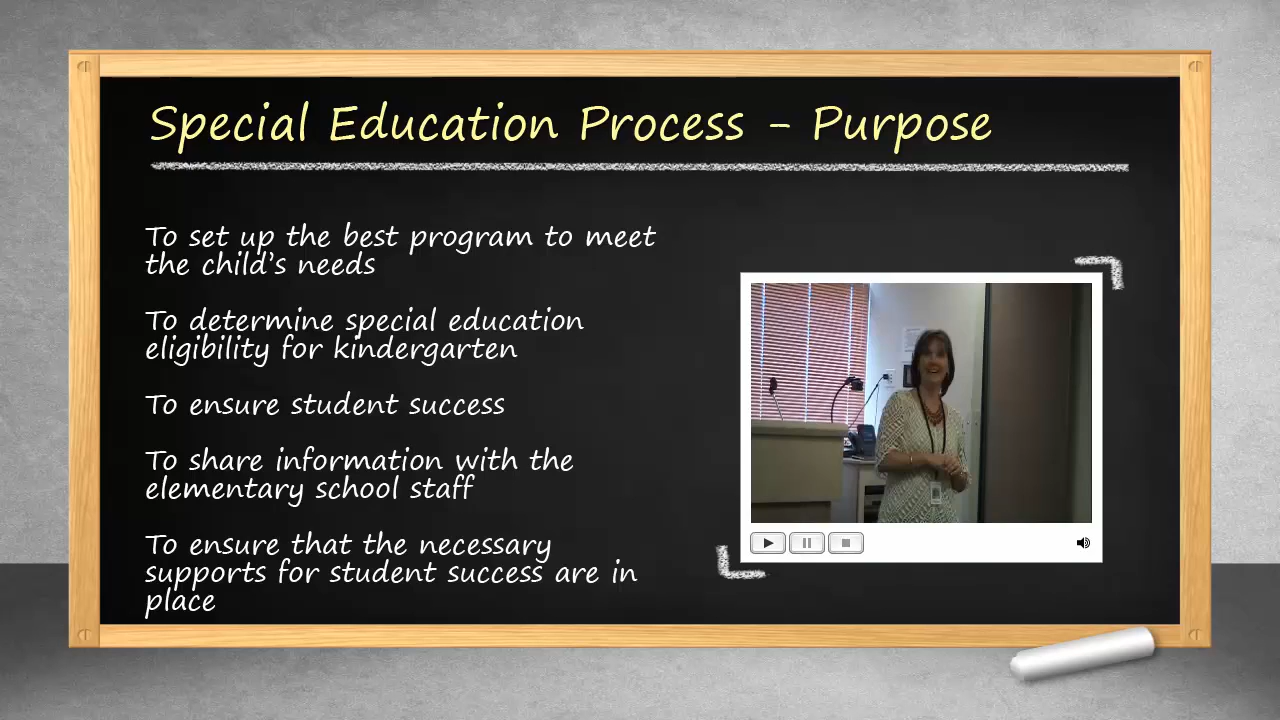 Special Education Process - Purpose
To set up the best program to meet
the child's needs
To determine special education
eligibility for kindergarten
To ensure student success
To share information with the
elementary school staff
To ensure that the necessary
supports for student success are in
place